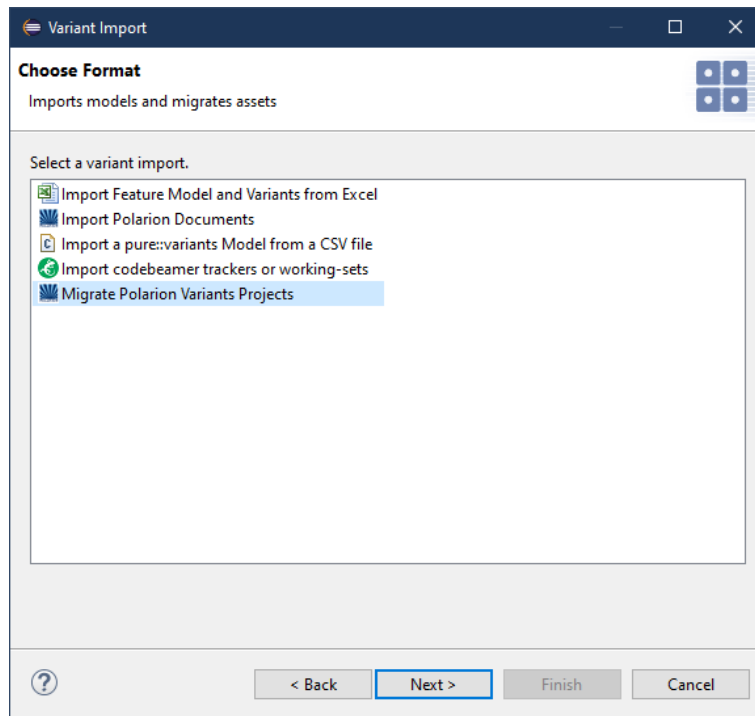 Variant Import
Choose Format
Imports models and migrates assets
Select a variant import.
Import Feature Model and Variants from Excel
Import Polarion Documents
Import a pure::variants Model from a CSV file
Import codebeamer trackers or working-sets
Migrate Polarion Variants Projects
?
< Back
Next >
Finish
Cancel